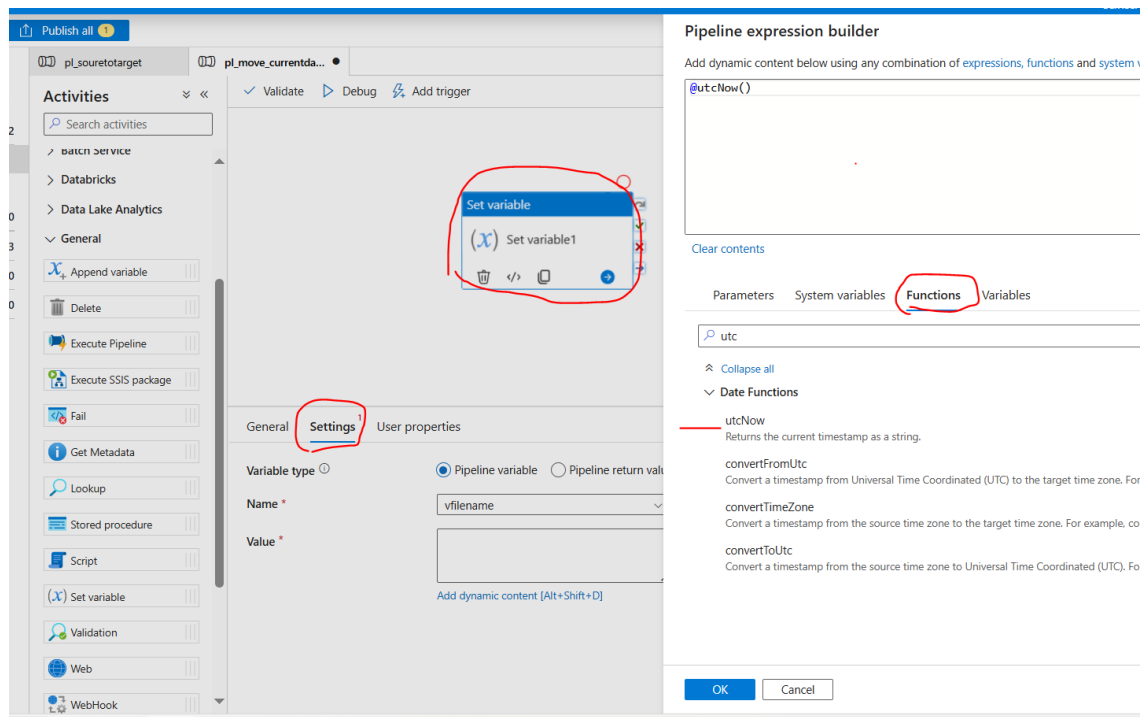 Publish all 1
pl_souretotarget
pl_move_currentda...
Activities
Search activities
Batch Service
Databricks
Data Lake Analytics
General
Append variable
Delete
Execute Pipeline
Execute SSIS package
Fail
Get Metadata
Lookup
Stored procedure
Script
(x) Set variable
Validation
Web
WebHook
2
0
3
0
0
Validate Debug Add trigger
Set variable
(x) Set variable1
General Settings 1 User properties
Variable type Pipeline variable Pipeline return valu
Name * vfilename
Value *
Add dynamic content [Alt+Shift+D]
Pipeline expression builder
Add dynamic content below using any combination of expressions, functions and system v
@utcNow()
Clear contents
Parameters System variables Functions Variables
utc
Collapse all
Date Functions
utcNow
Returns the current timestamp as a string.
convertFromUtc
Convert a timestamp from Universal Time Coordinated (UTC) to the target time zone. For
convertTimeZone
Convert a timestamp from the source time zone to the target time zone. For example, co
convertToUtc
Convert a timestamp from the source time zone to Universal Time Coordinated (UTC). Fo
OK Cancel